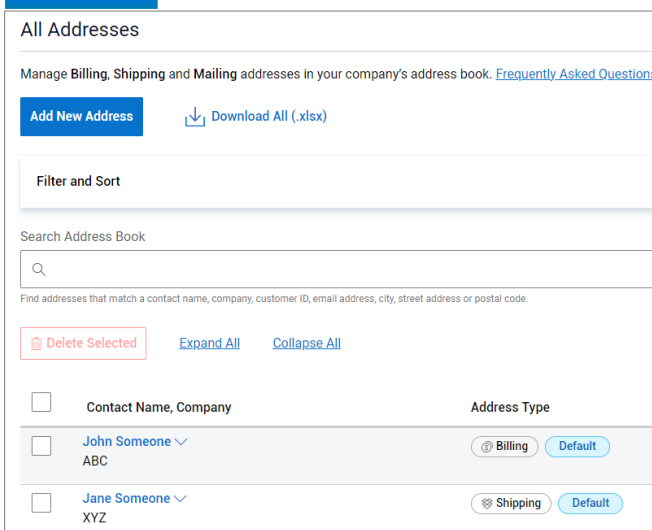 All Addresses
Manage Billing, Shipping and Mailing addresses in your company's address book. Frequently Asked Questions
Add New Address Download All (.xlsx)
Filter and Sort
Search Address Book
Find addresses that match a contact name, company, customer ID, email address, city, street address or postal code.
Delete Selected Expand All Collapse All
Contact Name, Company Address Type
John Someone Billing Default
ABC
Jane Someone Shipping Default
XYZ